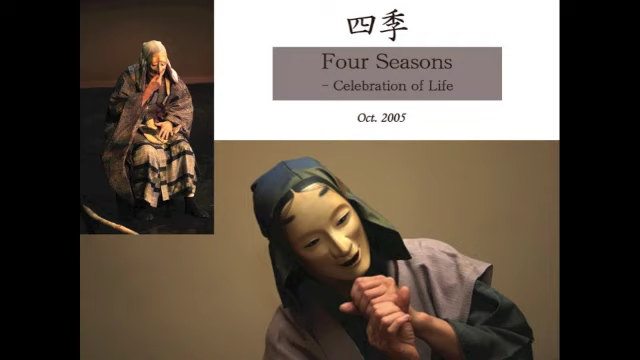 四季
Four Seasons
- Celebration of Life
Oct. 2005